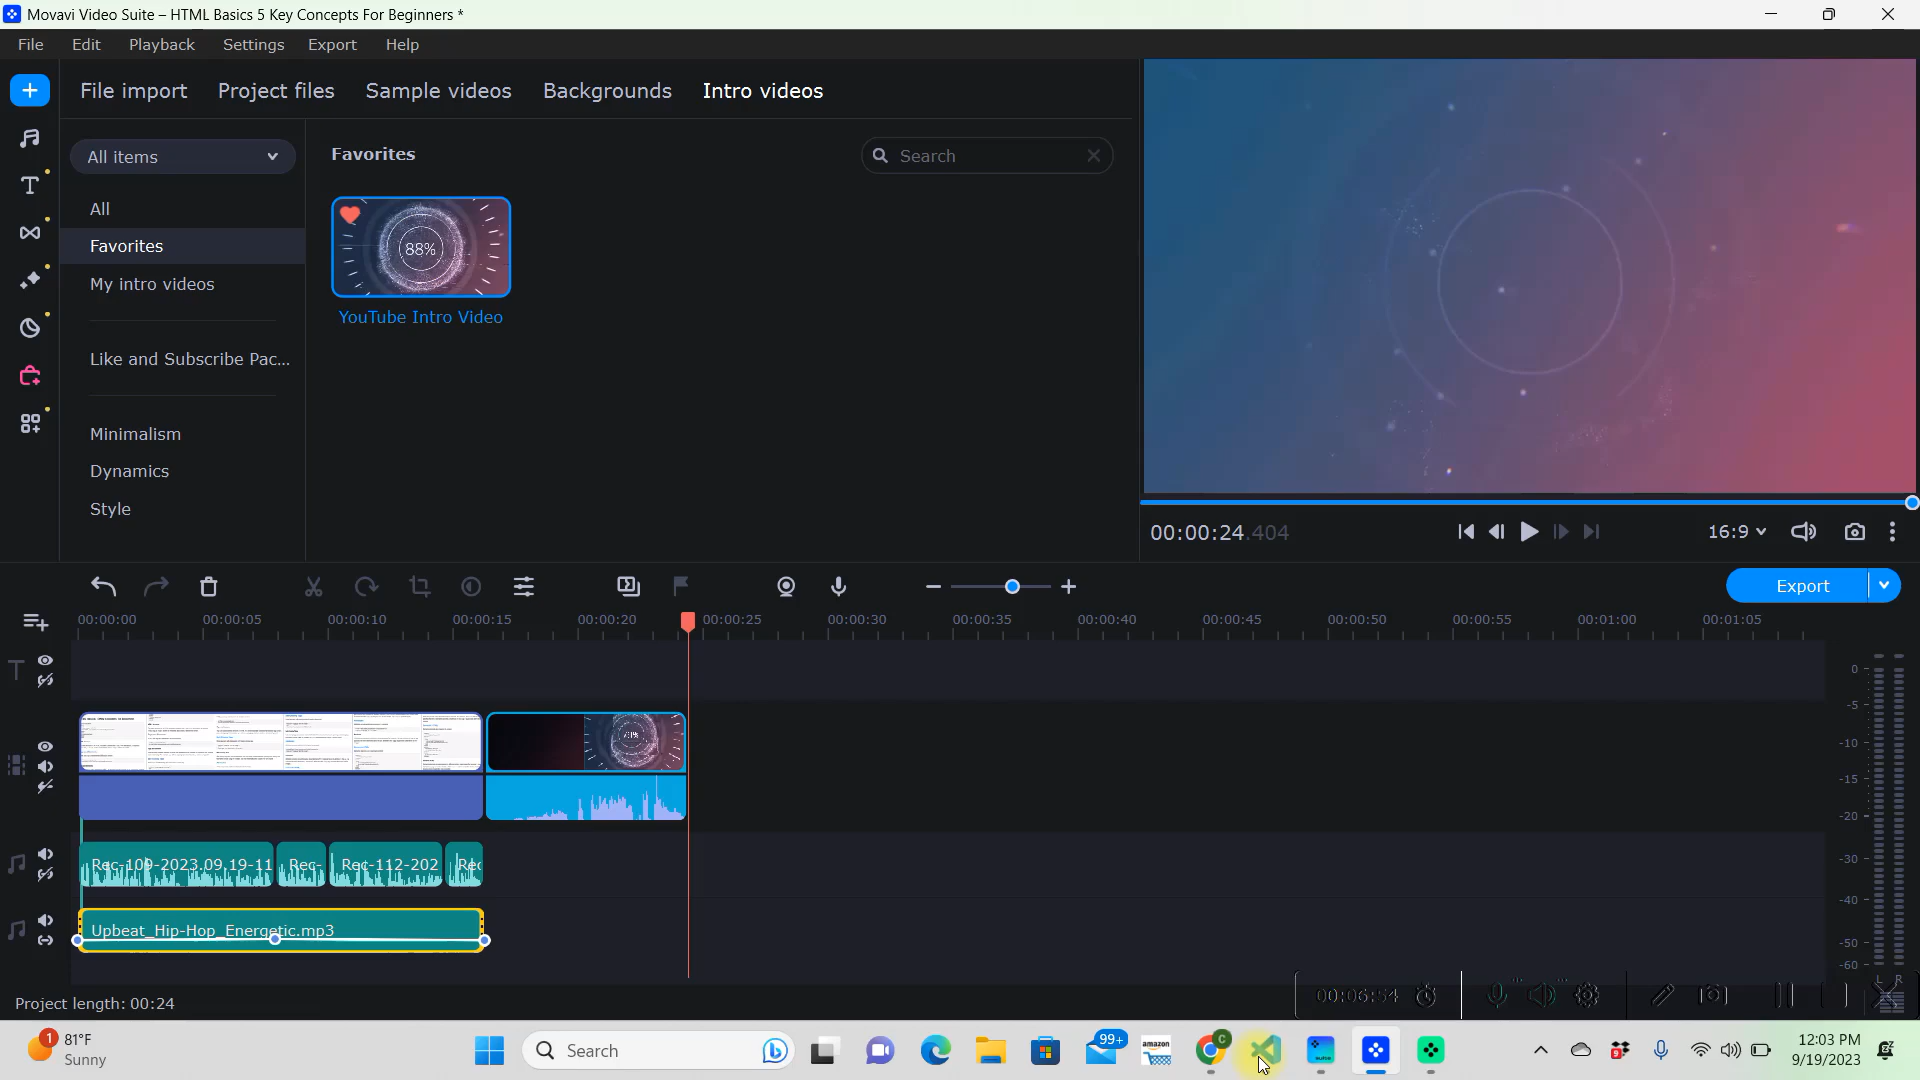 Movavi Video Suite – HTML Basics 5 Key Concepts For Beginners *
File Edit Playback Settings Export Help
File import Project files Sample videos Backgrounds Intro videos
All items
Favorites
Search
All
Favorites
My intro videos
Like and Subscribe Pac...
Minimalism
Dynamics
Style
88%
YouTube Intro Video
00:00:24.404
16:9
Export
00:00:00 00:00:05 00:00:10 00:00:15 00:00:20 00:00:25 00:00:30 00:00:35 00:00:40 00:00:45 00:00:50 00:00:55 00:01:00 00:01:05
0
-5
-10
-15
-20
-30
-40
-50
-60
L R
Rec-109-2023.09.19-11 Rec- Rec-112-202 Rec
Upbeat_Hip-Hop_Energetic.mp3
00:06:54
Project length: 00:24
1
81°F
Sunny
Search
99+
amazon
C
suite
9
12:03 PM
9/19/2023